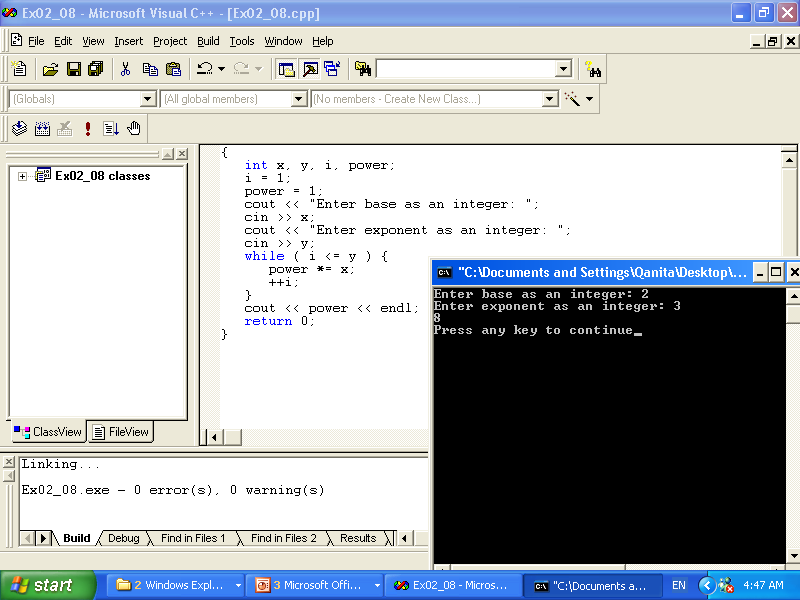 Ex02_08 - Microsoft Visual C++ - [Ex02_08.cpp]
File Edit View Insert Project Build Tools Window Help
(Globals) (All global members) (No members - Create New Class...)
Ex02_08 classes
{
int x, y, i, power;
i = 1;
power = 1;
cout << "Enter base as an integer: ";
cin >> x;
cout << "Enter exponent as an integer: ";
cin >> y;
while ( i <= y ) {
power *= x;
++i;
}
cout << power << endl;
return 0;
}
"C:\Documents and Settings\Qanita\Desktop\...
Enter base as an integer: 2
Enter exponent as an integer: 3
8
Press any key to continue_
ClassView FileView
Linking...
Ex02_08.exe - 0 error(s), 0 warning(s)
Build Debug Find in Files 1 Find in Files 2 Results
start 2 Windows Expl... 3 Microsoft Offi... Ex02_08 - Micros... "C:\Documents a... EN 4:47 AM